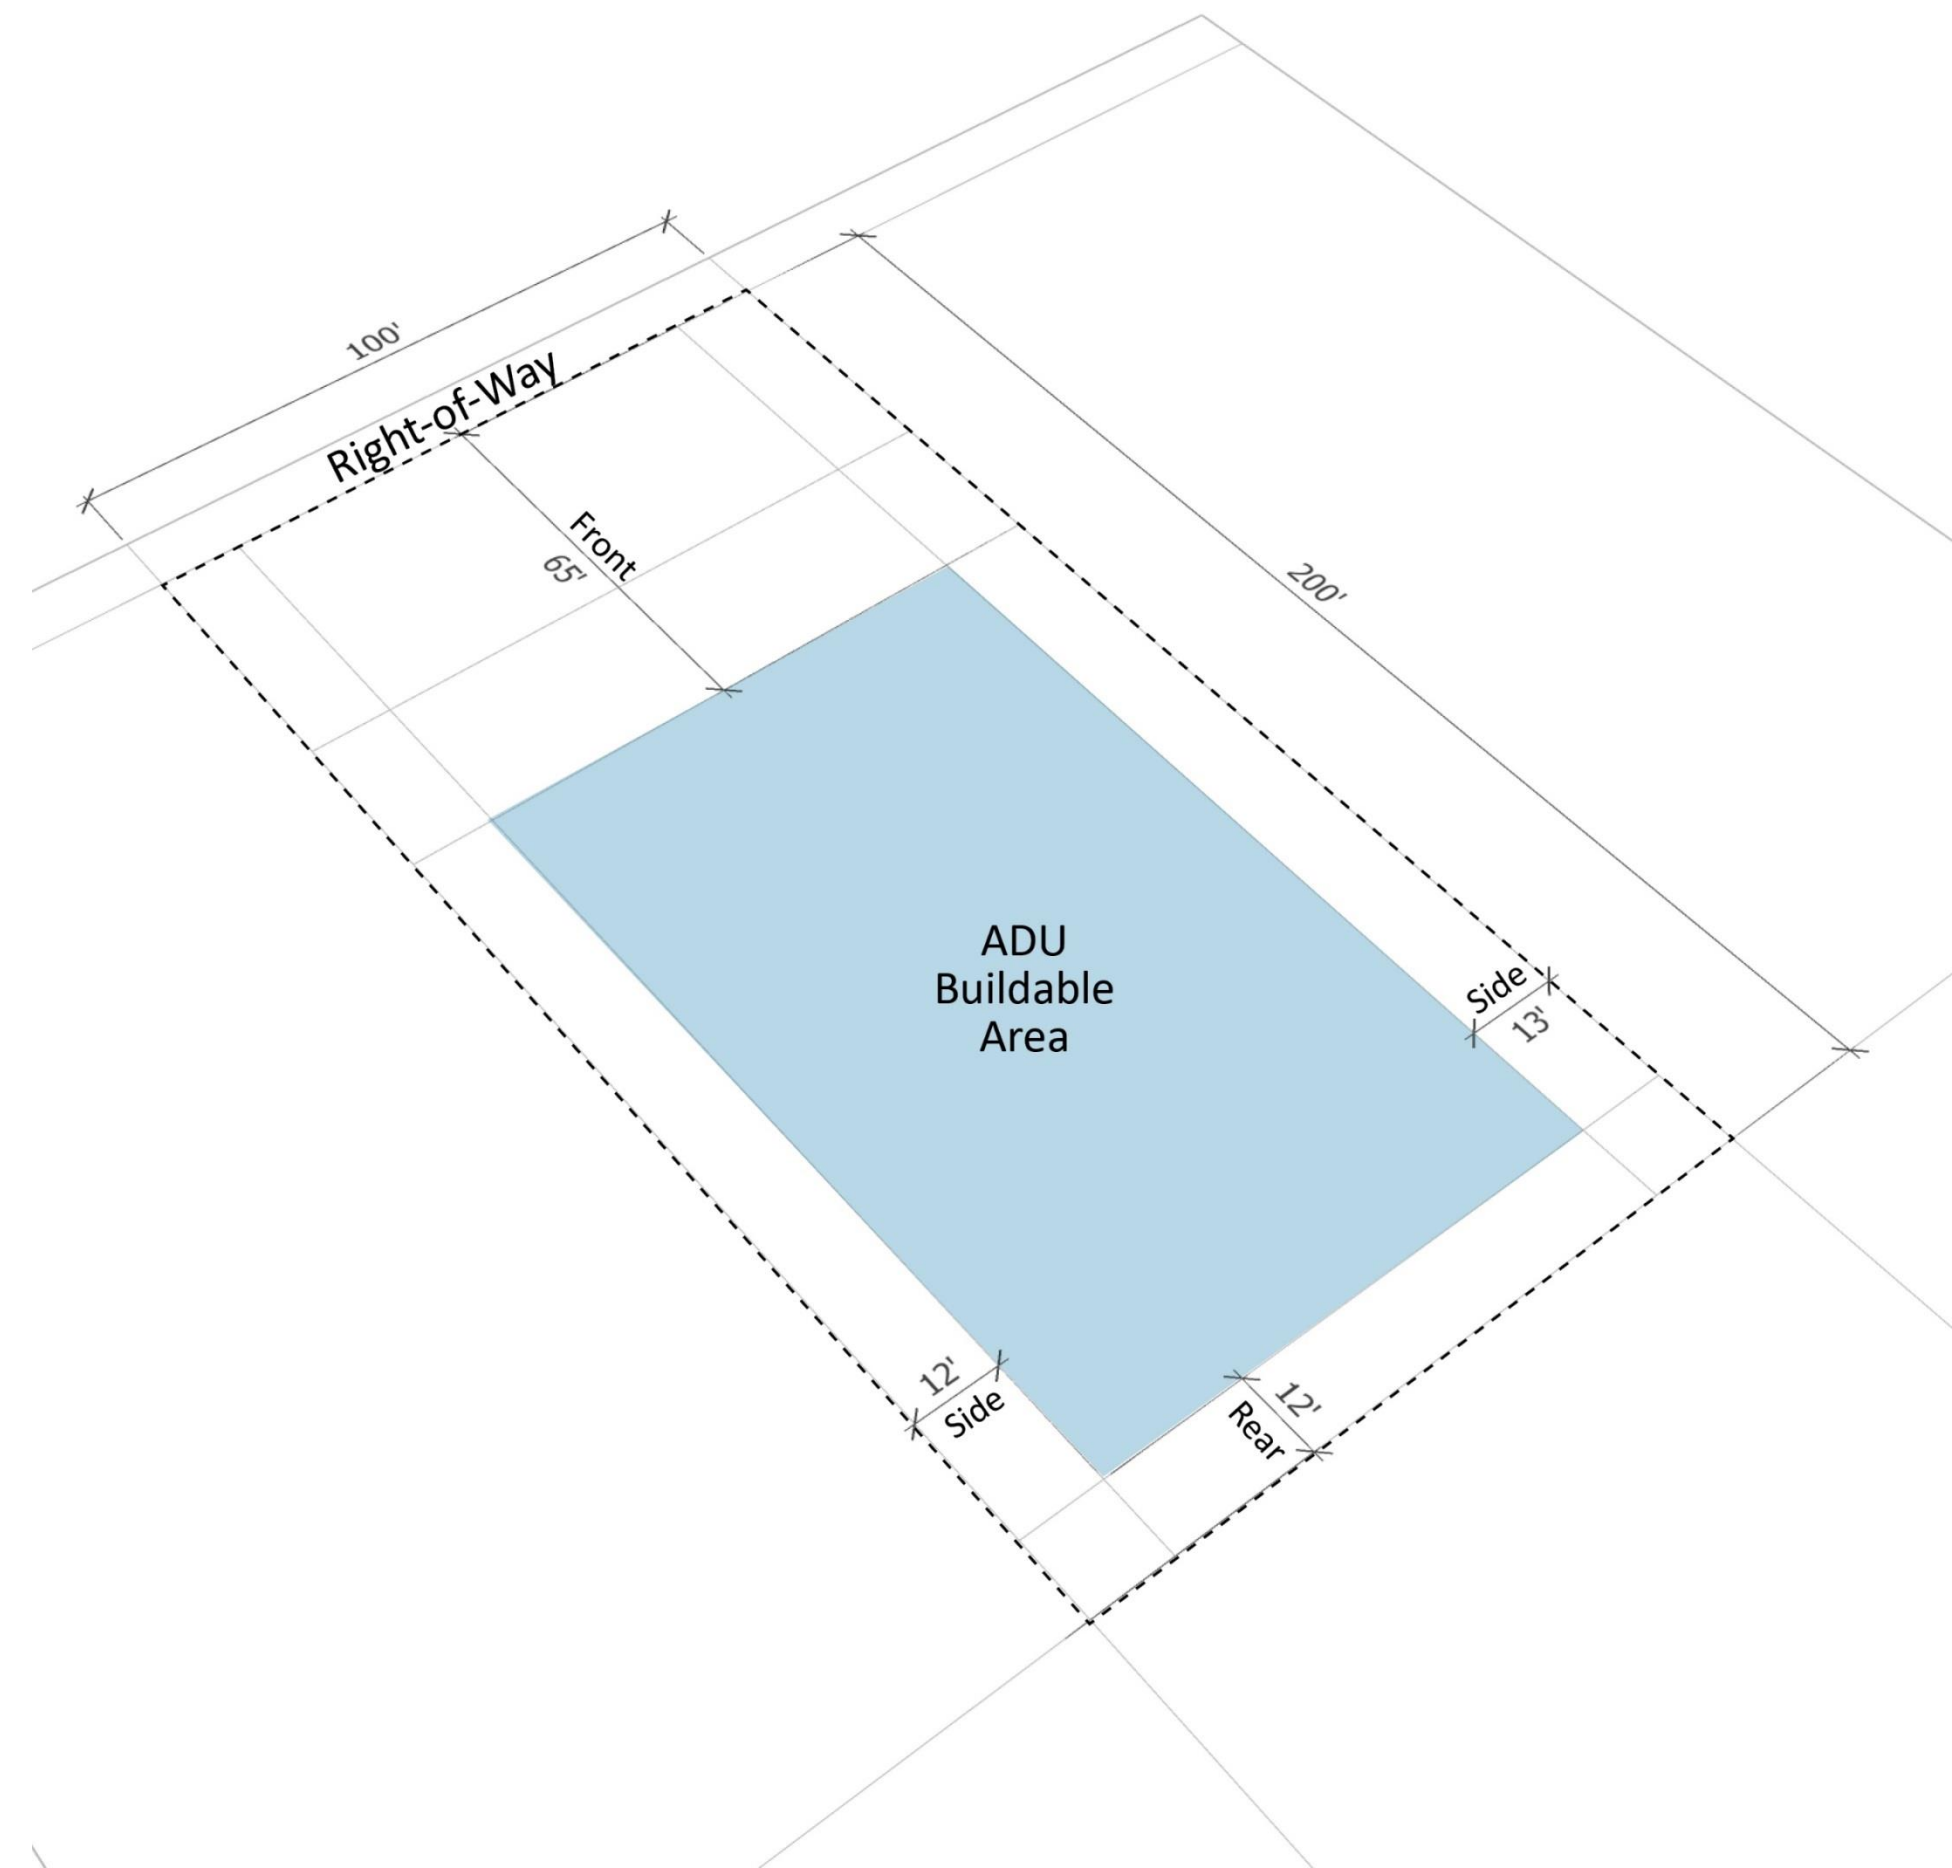 100'
Right-of-Way
Front
65'
200'
ADU
Buildable
Area
Side
13'
12'
Side
12'
Rear